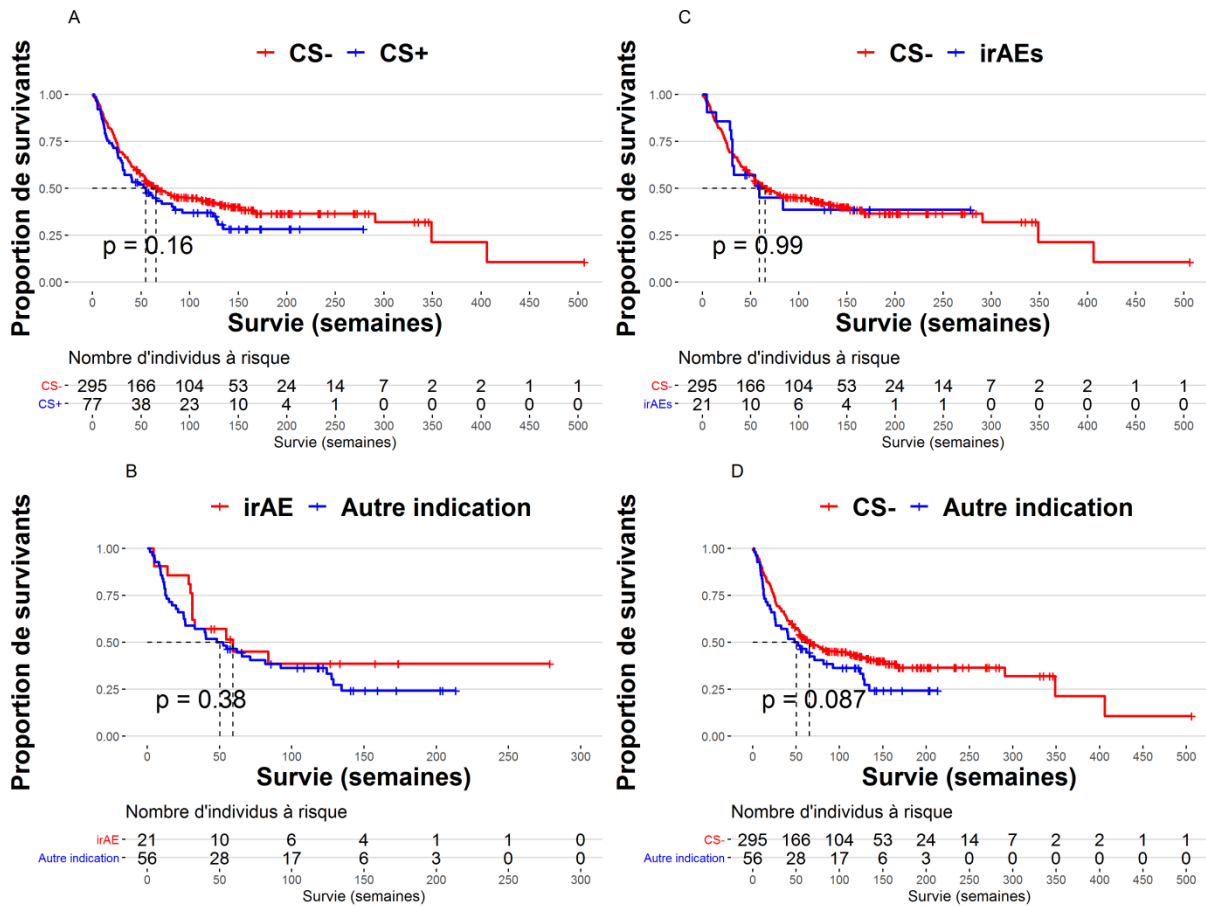 A
CS- CS+
Proportion de survivants
1.00
0.75
0.50
0.25
0.00
p = 0.16
0 50 100 150 200 250 300 350 400 450 500
Survie (semaines)
Nombre d'individus à risque
CS- 295 166 104 53 24 14 7 2 2 1 1
CS+ 77 38 23 10 4 1 0 0 0 0 0
0 50 100 150 200 250 300 350 400 450 500
Survie (semaines)
C
CS- irAEs
Proportion de survivants
1.00
0.75
0.50
0.25
0.00
p = 0.99
0 50 100 150 200 250 300 350 400 450 500
Survie (semaines)
Nombre d'individus à risque
CS- 295 166 104 53 24 14 7 2 2 1 1
irAEs 21 10 6 4 1 1 0 0 0 0 0
0 50 100 150 200 250 300 350 400 450 500
Survie (semaines)
B
irAE Autre indication
Proportion de survivants
1.00
0.75
0.50
0.25
0.00
p = 0.38
0 50 100 150 200 250 300
Survie (semaines)
Nombre d'individus à risque
irAE 21 10 6 4 1 1 0
Autre indication 56 28 17 6 3 0 0
0 50 100 150 200 250 300
Survie (semaines)
D
CS- Autre indication
Proportion de survivants
1.00
0.75
0.50
0.25
0.00
p = 0.087
0 50 100 150 200 250 300 350 400 450 500
Survie (semaines)
Nombre d'individus à risque
CS- 295 166 104 53 24 14 7 2 2 1 1
Autre indication 56 28 17 6 3 0 0 0 0 0 0
0 50 100 150 200 250 300 350 400 450 500
Survie (semaines)